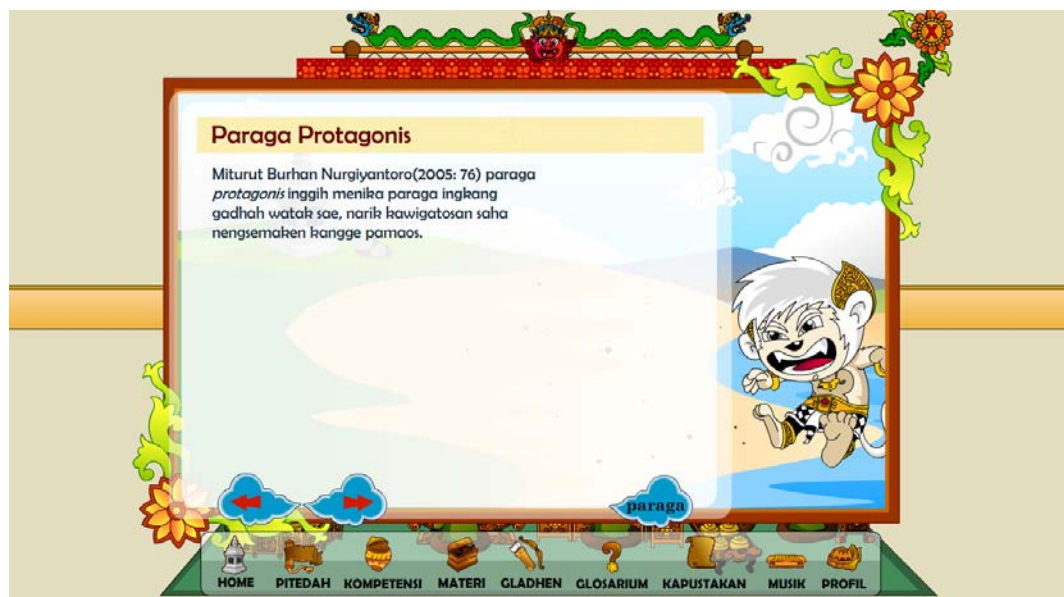 X
Paraga Protagonis
Miturut Burhan Nurgiyantoro(2005: 76) paraga
protagonis inggih menika paraga ingkang
gadhah watak sae, narik kawigatosan saha
nengsemaken kangge pamaos.
paraga
HOME PITEDAH KOMPETENSI MATERI GLADHEN GLOSARIUM KAPUSTAKAN MUSIK PROFIL